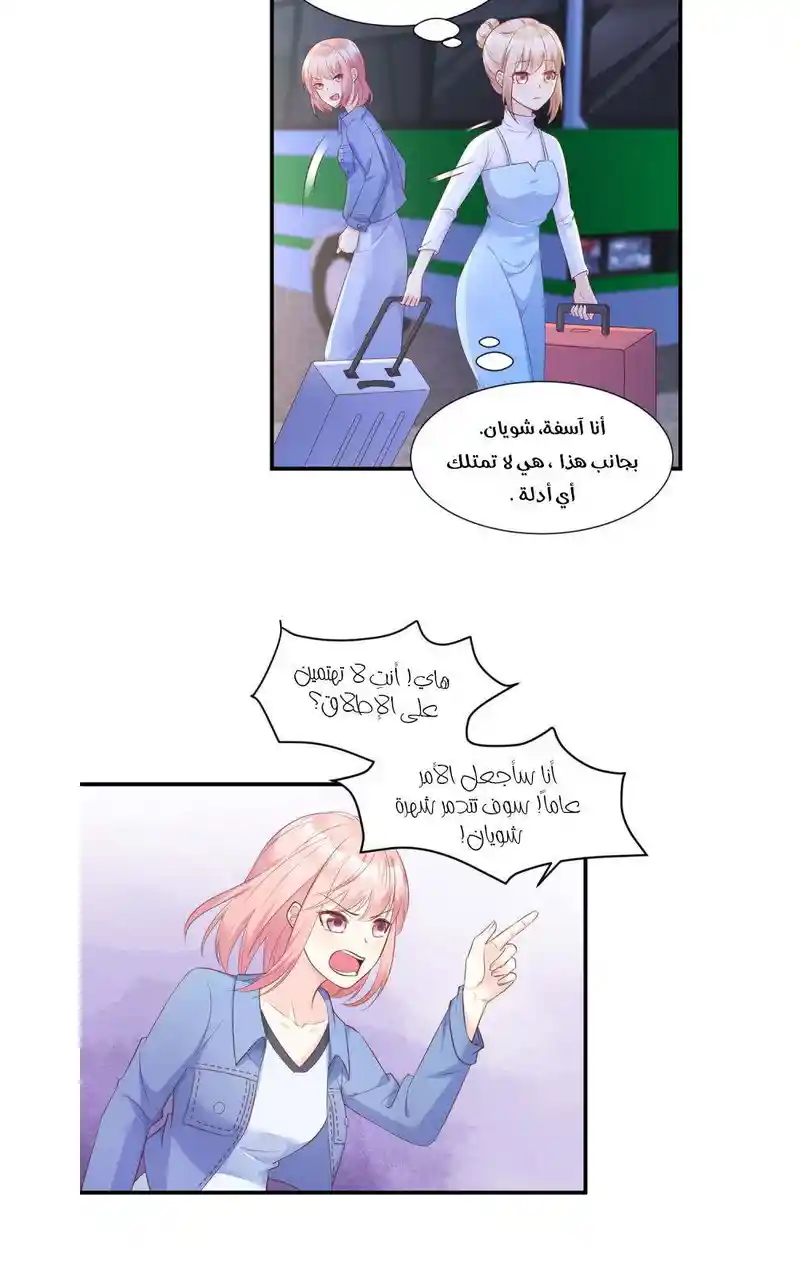 أنا آسفة، شويان.
بجانب هذا ، هي لا تمتلك
أي أدلة .
هاي! أنتِ لا تهتمين
على الإطلاق؟
أنا سأجعل الأمر
عاماً! سوف تتدمر شهرة
شويان!